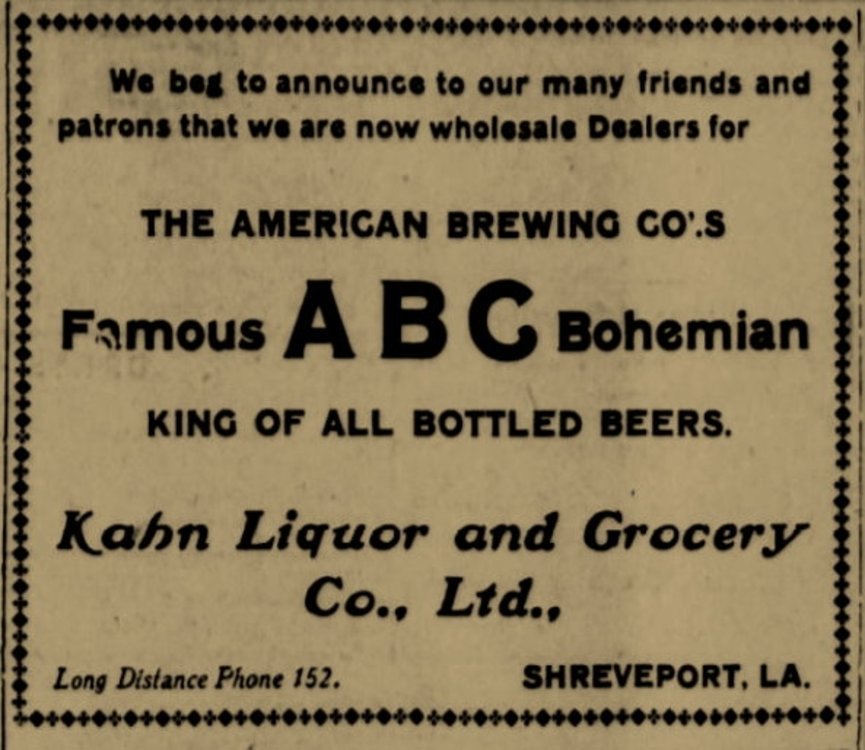 We beg to announce to our many friends and
patrons that we are now wholesale Dealers for
THE AMERICAN BREWING CO'.S
Famous A B C Bohemian
KING OF ALL BOTTLED BEERS.
Kahn Liquor and Grocery
Co., Ltd.,
Long Distance Phone 152. SHREVEPORT, LA.